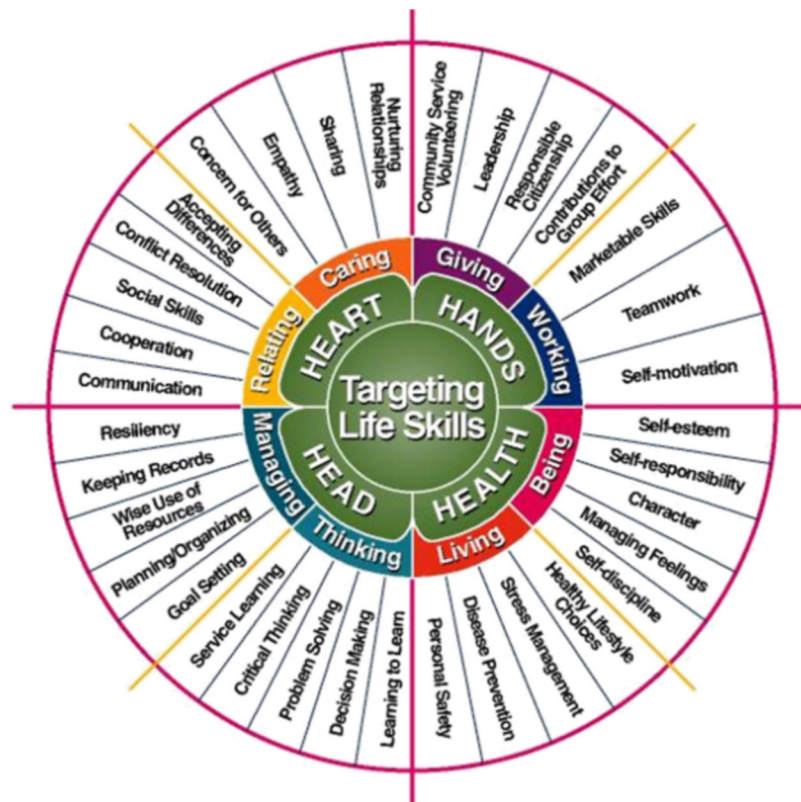 Targeting
Life Skills
HEART
HANDS
HEALTH
HEAD
Caring
Giving
Working
Being
Living
Thinking
Managing
Relating
Nurturing
Relationships
Sharing
Empathy
Concern for Others
Accepting
Differences
Conflict Resolution
Social Skills
Cooperation
Communication
Community Service
Volunteering
Leadership
Responsible
Citizenship
Contributions to
Group Effort
Marketable Skills
Teamwork
Self-motivation
Self-esteem
Self-responsibility
Character
Managing Feelings
Self-discipline
Healthy Lifestyle
Choices
Stress Management
Disease Prevention
Personal Safety
Learning to Learn
Decision Making
Problem Solving
Critical Thinking
Service Learning
Goal Setting
Planning/Organizing
Wise Use of
Resources
Keeping Records
Resiliency